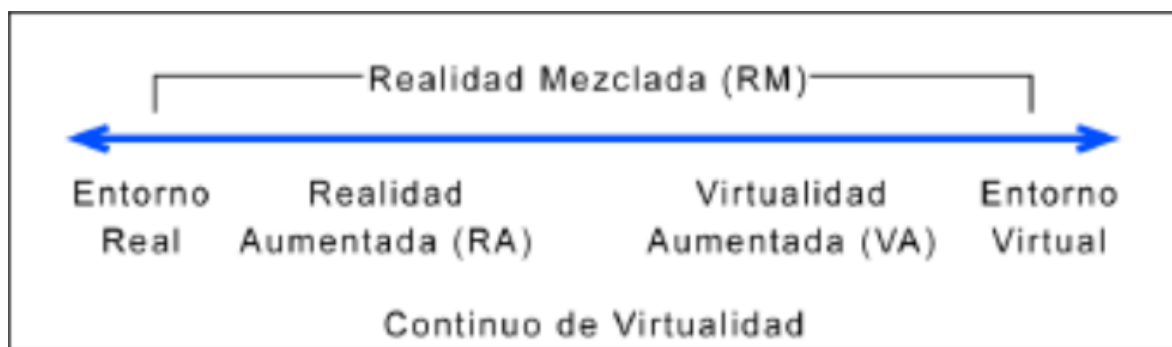 Realidad Mezclada (RM)
Entorno Real
Realidad Aumentada (RA)
Virtualidad Aumentada (VA)
Entorno Virtual
Continuo de Virtualidad